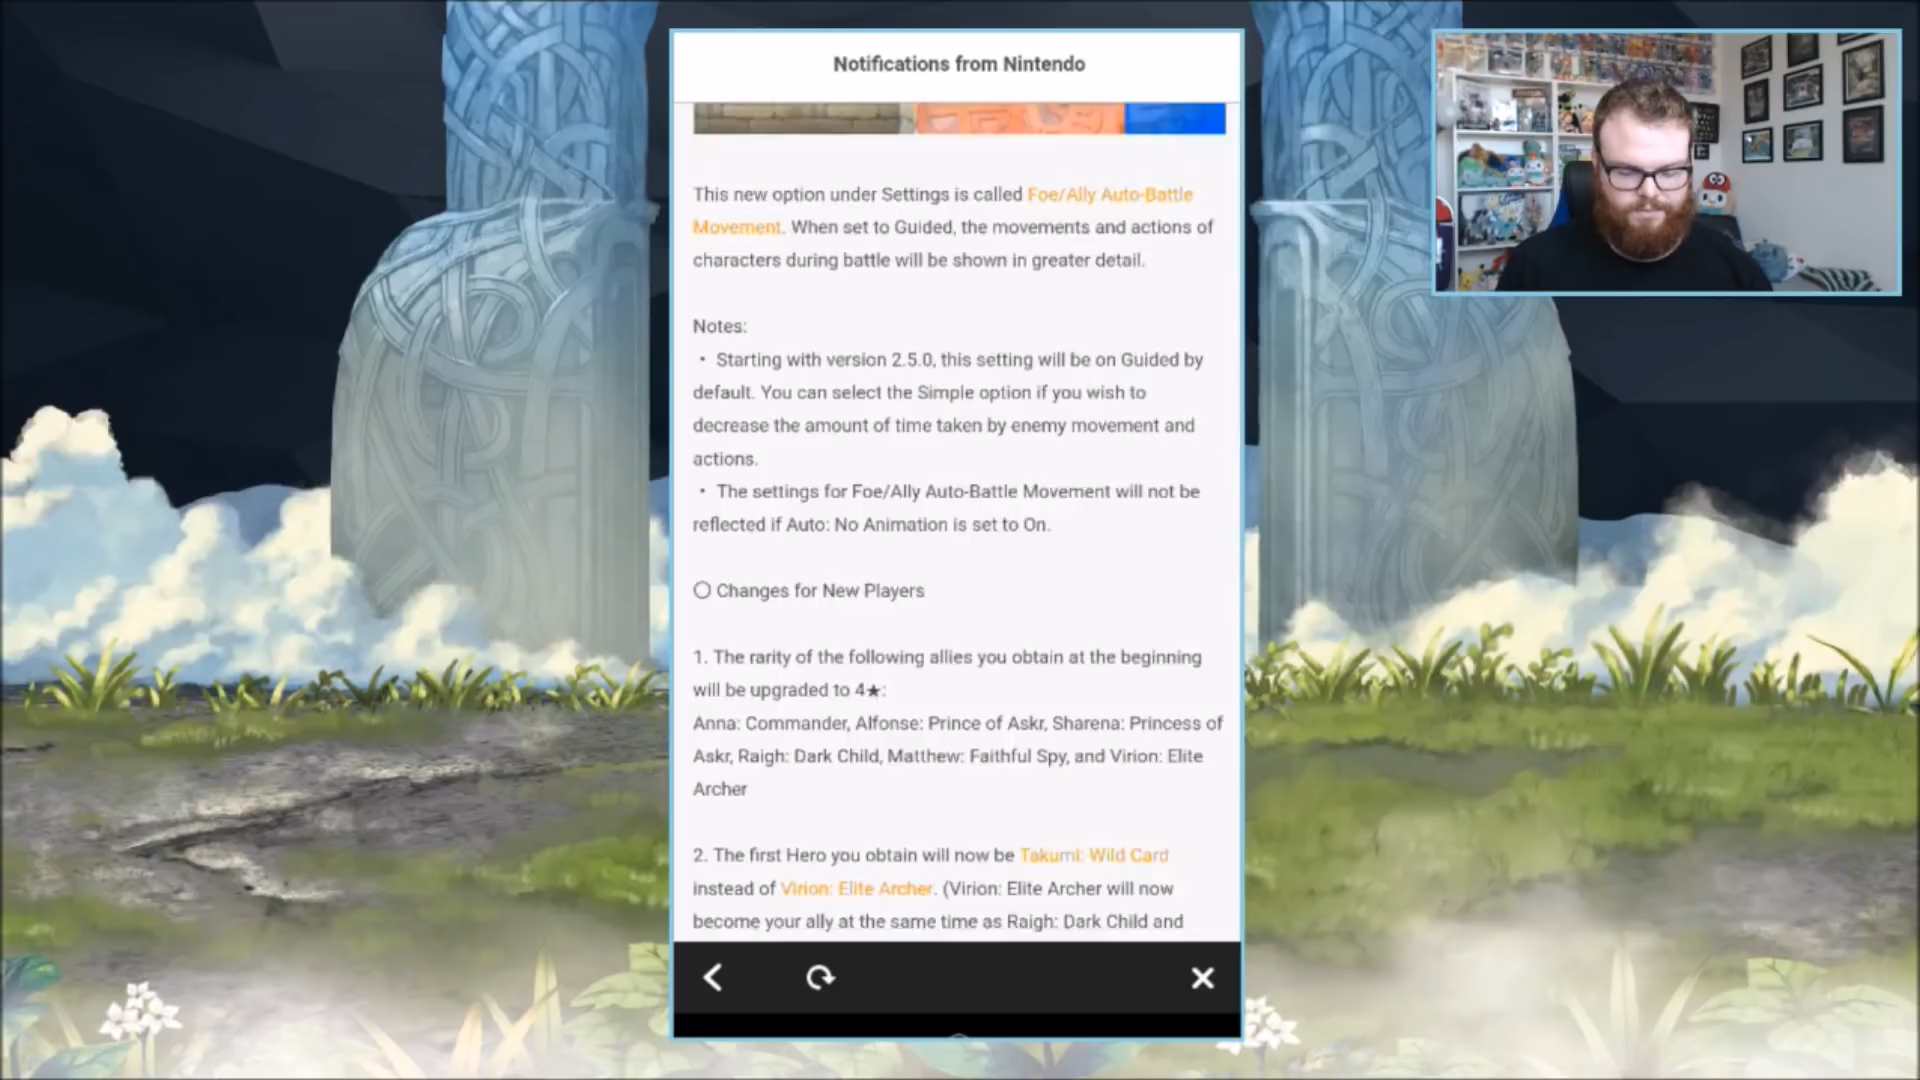 Notifications from Nintendo
This new option under Settings is called Foe/Ally Auto-Battle
Movement. When set to Guided, the movements and actions of
characters during battle will be shown in greater detail.
Notes:
・ Starting with version 2.5.0, this setting will be on Guided by
default. You can select the Simple option if you wish to
decrease the amount of time taken by enemy movement and
actions.
・ The settings for Foe/Ally Auto-Battle Movement will not be
reflected if Auto: No Animation is set to On.
○ Changes for New Players
1. The rarity of the following allies you obtain at the beginning
will be upgraded to 4★:
Anna: Commander, Alfonse: Prince of Askr, Sharena: Princess of
Askr, Raigh: Dark Child, Matthew: Faithful Spy, and Virion: Elite
Archer
2. The first Hero you obtain will now be Takumi: Wild Card
instead of Virion: Elite Archer. (Virion: Elite Archer will now
become your ally at the same time as Raigh: Dark Child and